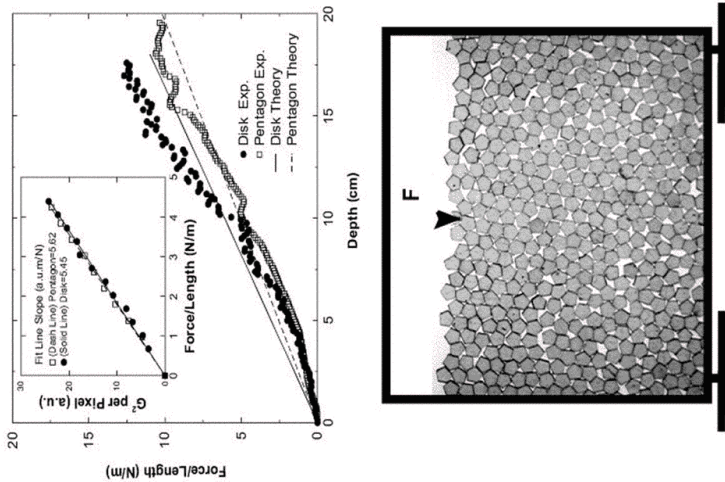 20
15
10
5
0
Force/Length (N/m)
0
5
10
15
20
Depth (cm)
● Disk Exp.
□ Pentagon Exp.
— Disk Theory
--- Pentagon Theory
30
20
10
0
G² per Pixel (a.u.)
0
1
2
3
4
5
Force/Length (N/m)
Fit Line Slope (a.u.m/N)
□ (Dash Line) Pentagon=5.62
● (Solid Line) Disk=5.45
F